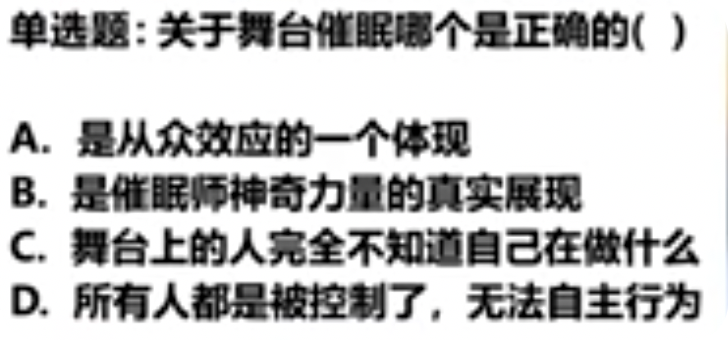 单选题：关于舞台催眠哪个是正确的( )
A. 是从众效应的一个体现
B. 是催眠师神奇力量的真实展现
C. 舞台上的人完全不知道自己在做什么
D. 所有人都是被控制了，无法自主行为